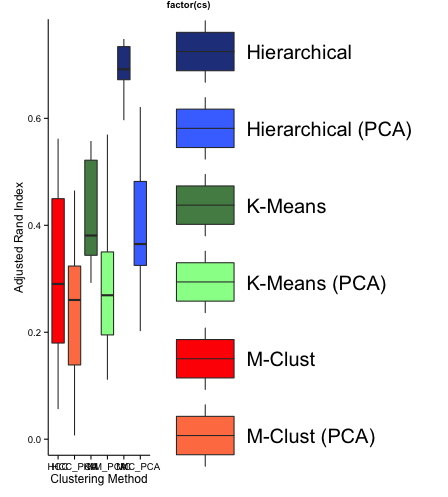 factor(cs)
Hierarchical
Hierarchical (PCA)
K-Means
K-Means (PCA)
M-Clust
M-Clust (PCA)
Adjusted Rand Index
0.6
0.4
0.2
0.0
Clustering Method